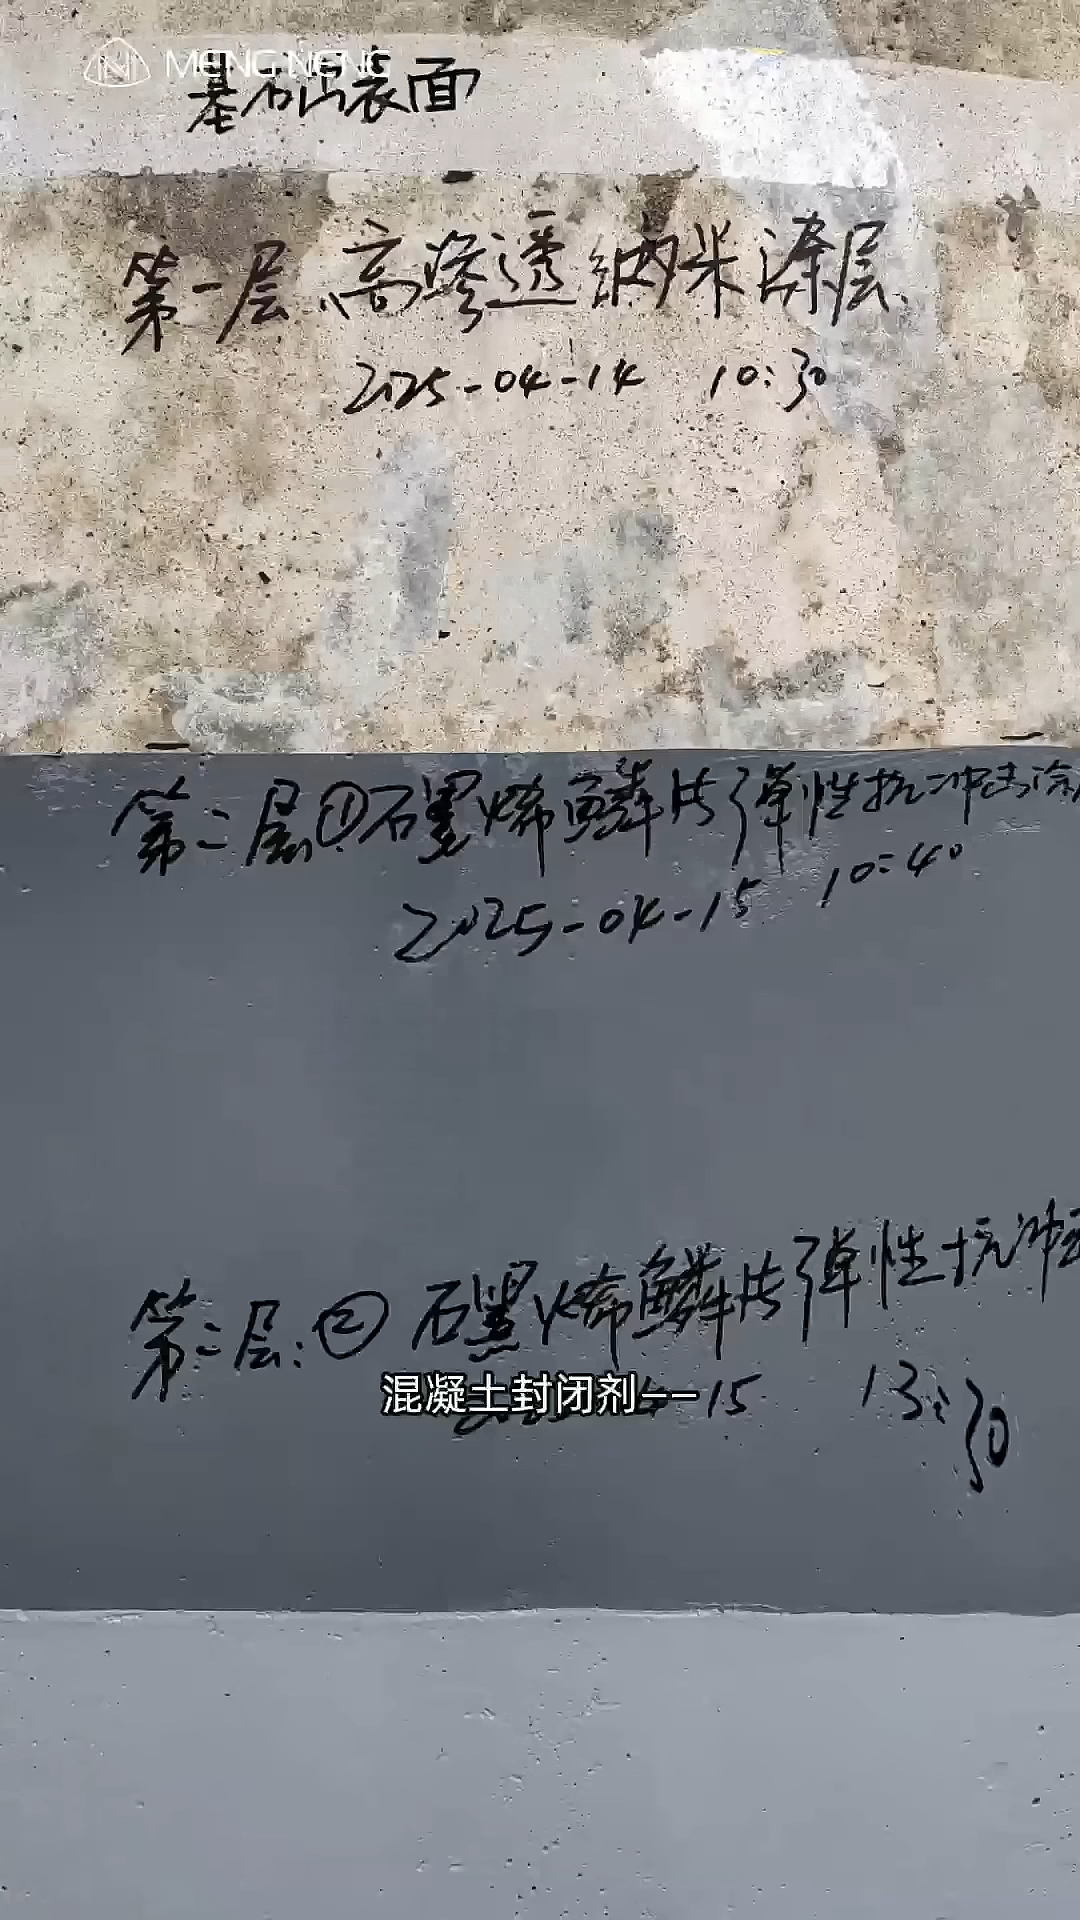 MENG NENG
基础表面
第一层 高渗透纳米涂层
2025-04-14 10:30
第二层①石墨烯鳞片弹性抗冲击涂
2025-04-15 10:40
第二层:② 石墨烯鳞片弹性抗冲击
混凝土封闭剂——
15 13:30